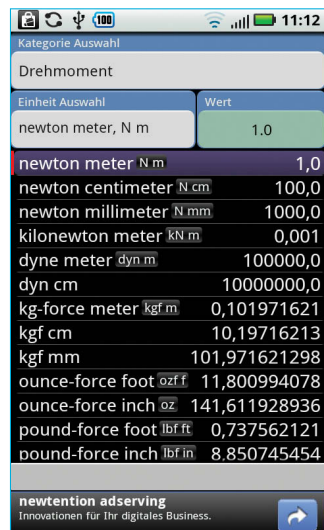 100 11:12
Kategorie Auswahl
Drehmoment
Einheit Auswahl Wert
newton meter, N m 1.0
newton meter N m 1,0
newton centimeter N cm 100,0
newton millimeter N mm 1000,0
kilonewton meter kN m 0,001
dyne meter dyn m 100000,0
dyn cm 10000000,0
kg-force meter kgf m 0,101971621
kgf cm 10,19716213
kgf mm 101,971621298
ounce-force foot ozf f 11,800994078
ounce-force inch oz 141,611928936
pound-force foot lbf ft 0,737562121
pound-force inch lbf in 8,850745454
newtention adserving
Innovationen für Ihr digitales Business.